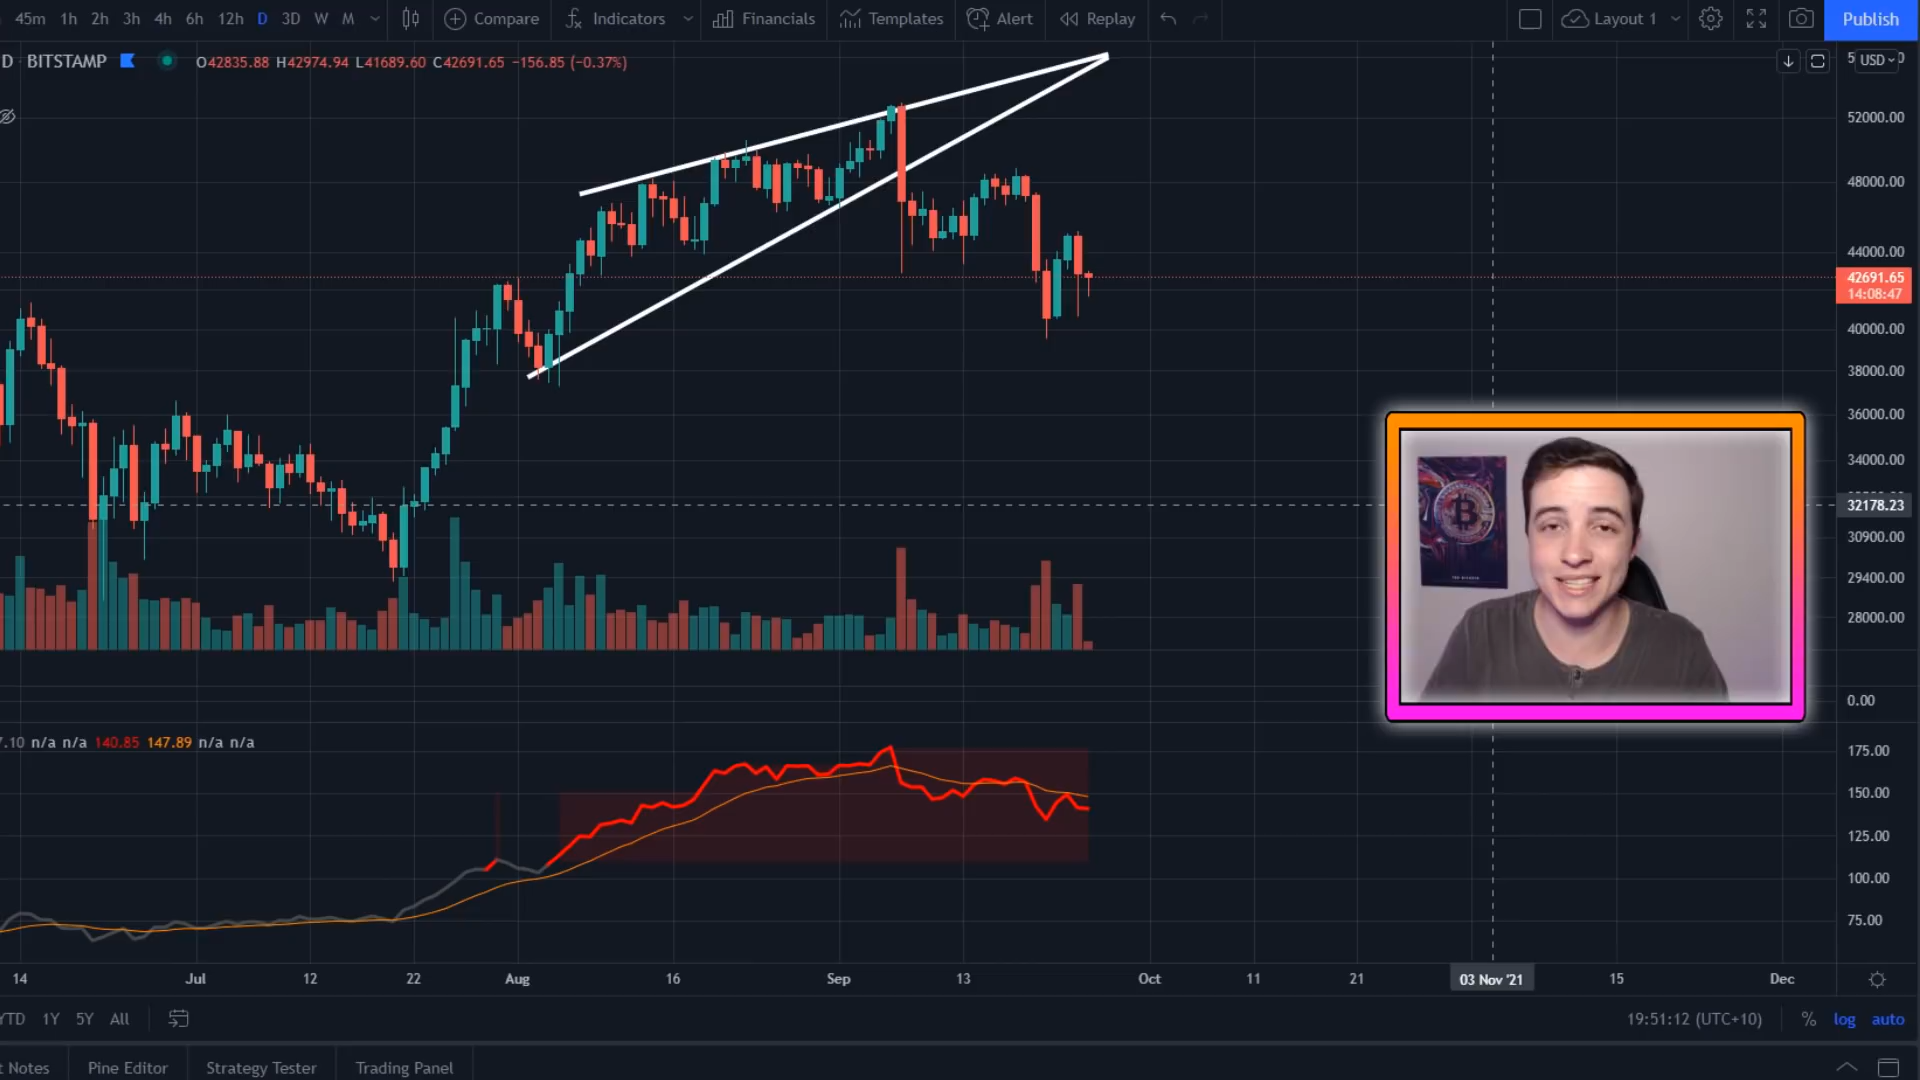 45m 1h 2h 3h 4h 6h 12h D 3D W M Compare Indicators Financials Templates Alert Replay Layout 1 Publish
D BITSTAMP O42835.88 H42974.94 L41689.60 C42691.65 −156.85 (−0.37%)
USD
52000.00
48000.00
44000.00
42691.65
14:08:47
40000.00
38000.00
36000.00
34000.00
32178.23
30900.00
29400.00
28000.00
0.00
7.10 n/a n/a 140.85 147.89 n/a n/a
175.00
150.00
125.00
100.00
75.00
14 Jul 12 22 Aug 16 Sep 13 Oct 11 21 03 Nov '21 15 Dec
YTD 1Y 5Y All 19:51:12 (UTC+10) % log auto
t Notes Pine Editor Strategy Tester Trading Panel